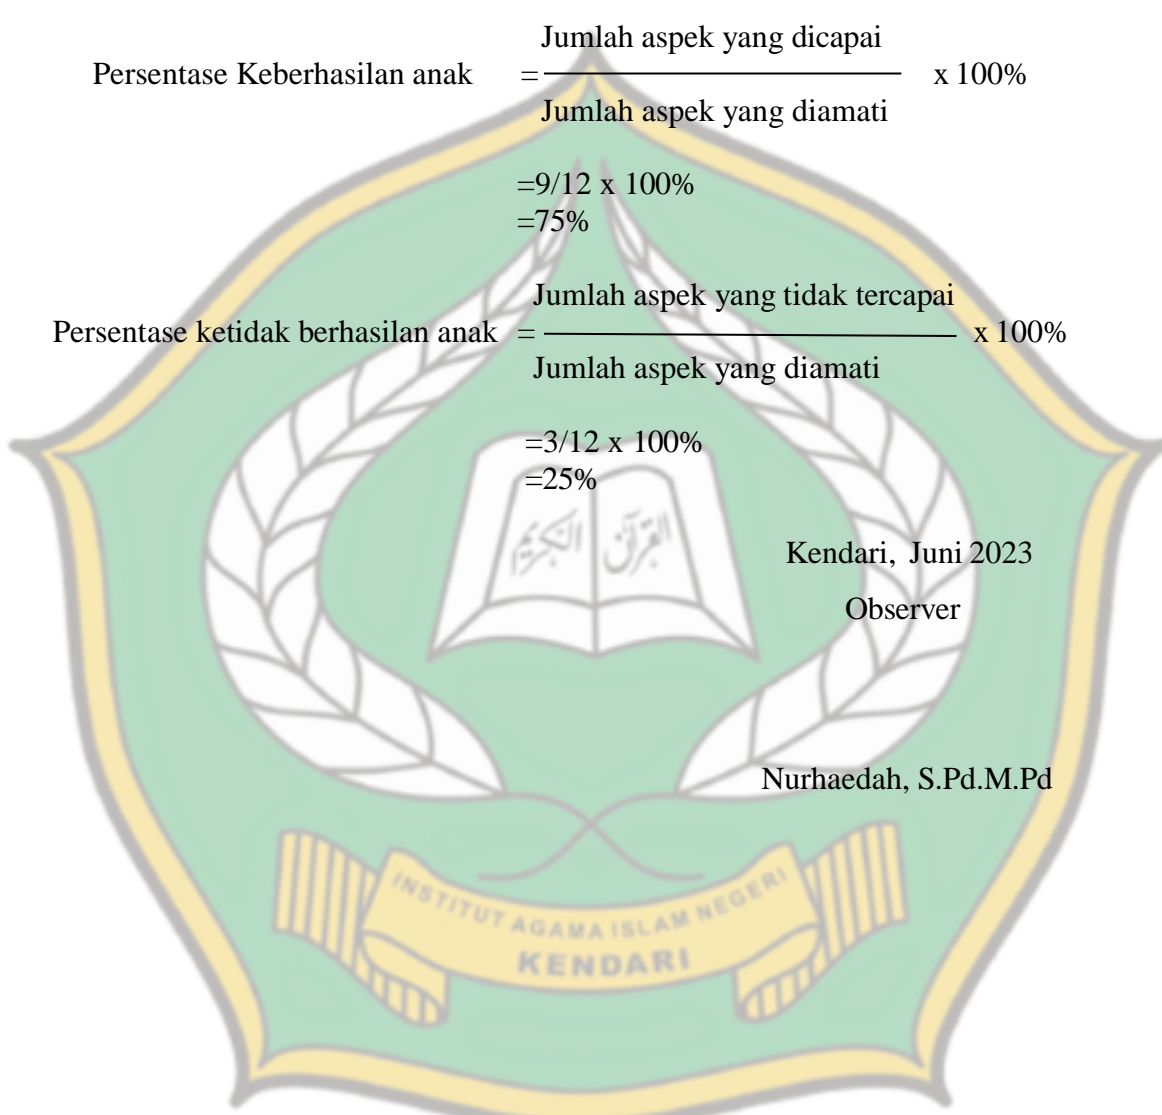 Jumlah aspek yang dicapai
Persentase Keberhasilan anak = x 100%
Jumlah aspek yang diamati
=9/12 x 100%
=75%
Jumlah aspek yang tidak tercapai
Persentase ketidak berhasilan anak = x 100%
Jumlah aspek yang diamati
=3/12 x 100%
=25%
القرآن الكريم
Kendari, Juni 2023
Observer
Nurhaedah, S.Pd.M.Pd
INSTITUT AGAMA ISLAM NEGERI
KENDARI